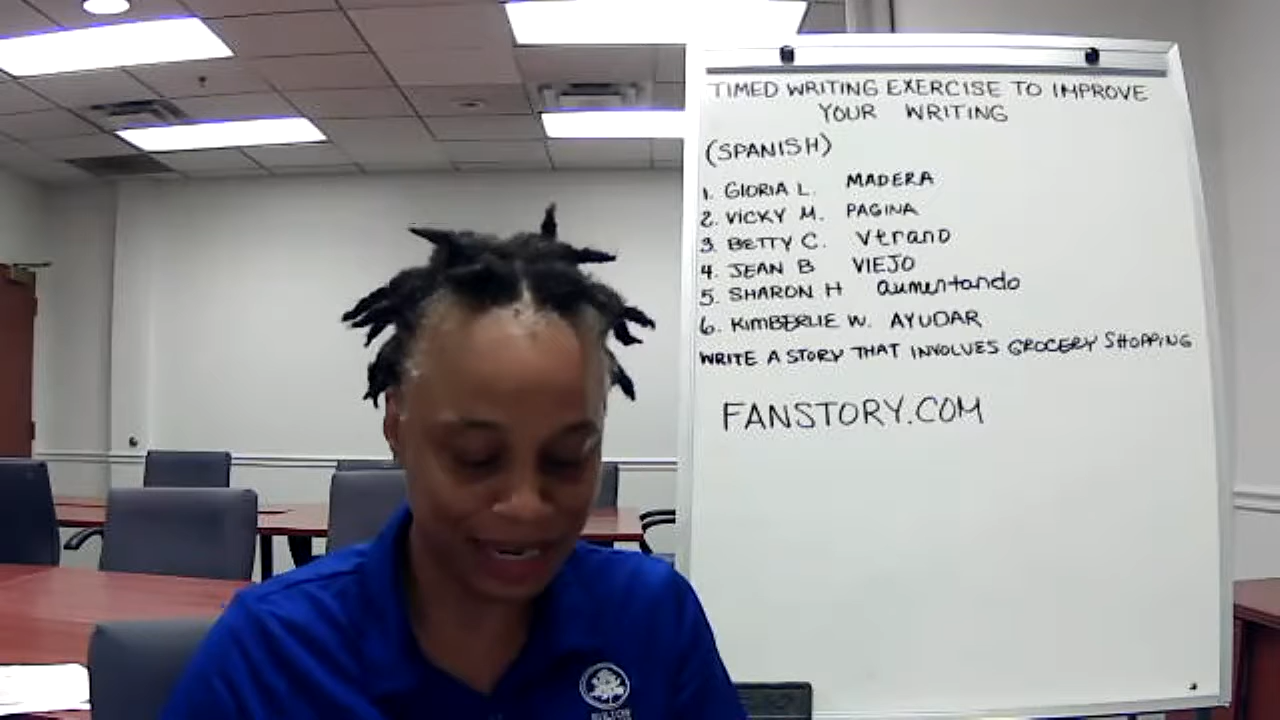 TIMED WRITING EXERCISE TO IMPROVE
YOUR WRITING
(SPANISH)
1. GLORIA L. MADERA
2. VICKY M. PAGINA
3. BETTY C. Verano
4. JEAN B VIEJO
5. SHARON H aumentando
6. KIMBERLIE W. AYUDAR
WRITE A STORY THAT INVOLVES GROCERY SHOPPING
FANSTORY.COM